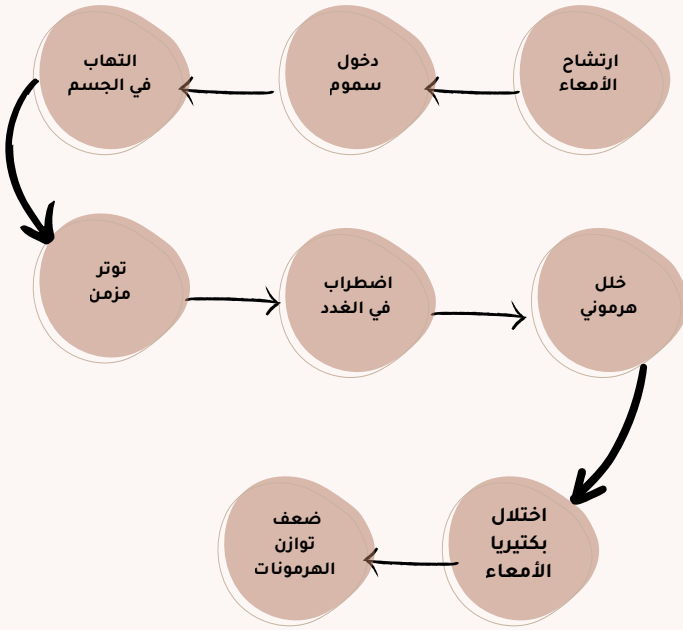 ارتشاح
الأمعاء
دخول
سموم
التهاب
في الجسم
توتر
مزمن
اضطراب
في الغدد
خلل
هرموني
اختلال
بكتيريا
الأمعاء
ضعف
توازن
الهرمونات